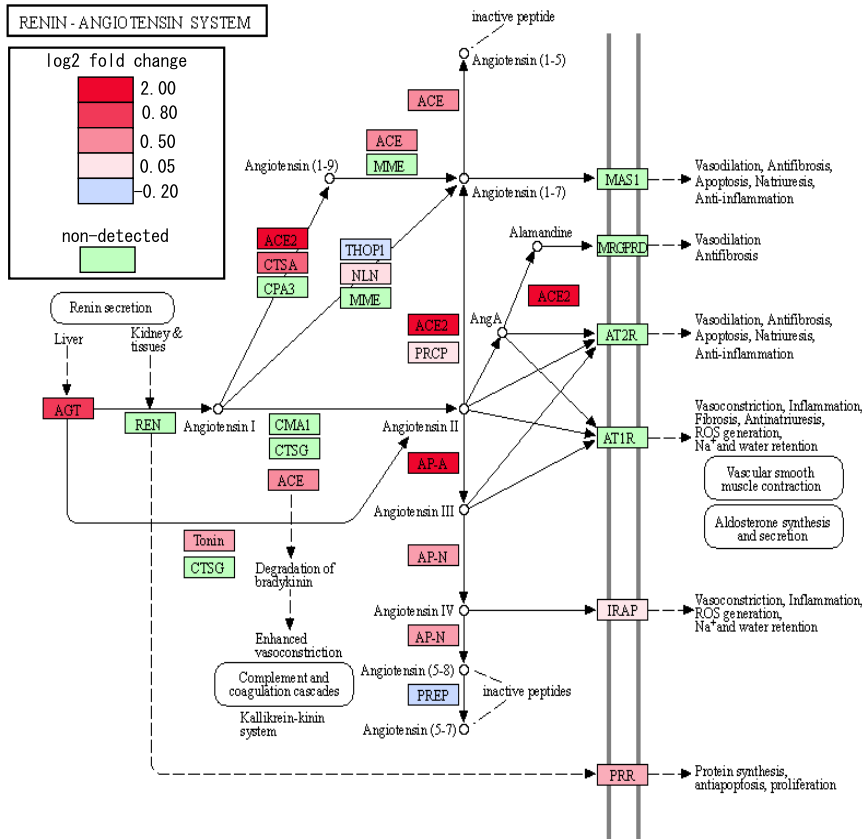 RENIN - ANGIOTENSIN SYSTEM
log2 fold change
2.00
0.80
0.50
0.05
-0.20
non-detected
inactive peptide
Angiotensin (1-5)
ACE
ACE
MME
Angiotensin (1-9)
Angiotensin (1-7)
MAS1
Vasodilation, Antifibrosis,
Apoptosis, Natriuresis,
Anti-inflammation
ACE2
CTSA
CPA3
THOP1
NLN
MME
Alamandine
MRGPRD
Vasodilation
Antifibrosis
ACE2
ACE2
PRCP
AngA
AT2R
Vasodilation, Antifibrosis,
Apoptosis, Natriuresis,
Anti-inflammation
Renin secretion
Liver
Kidney &
tissues
AGT
REN
Angiotensin I
CMA1
CTSG
ACE
Angiotensin II
AT1R
Vasoconstriction, Inflammation,
Fibrosis, Antinatriuresis,
ROS generation,
Na+ and water retention
Vascular smooth
muscle contraction
Aldosterone synthesis
and secretion
AP-A
Angiotensin III
Tonin
CTSG
AP-N
Degradation of
bradykinin
Angiotensin IV
IRAP
Vasoconstriction, Inflammation,
ROS generation,
Na+ and water retention
Enhanced
vasoconstriction
AP-N
Complement and
coagulation cascades
Kallikrein-kinin
system
Angiotensin (5-8)
PREP
inactive peptides
Angiotensin (5-7)
PRR
Protein synthesis,
antiapoptosis, proliferation